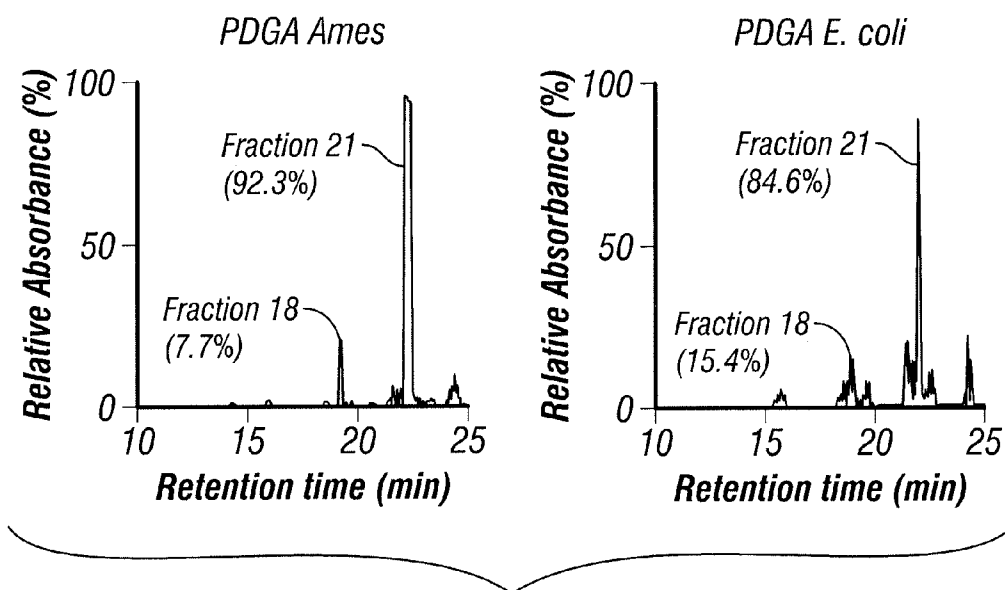 PDGA Ames
Relative Absorbance (%)
100
50
0
Fraction 21
(92.3%)
Fraction 18
(7.7%)
10 15 20 25
Retention time (min)
PDGA E. coli
Relative Absorbance (%)
100
50
0
Fraction 21
(84.6%)
Fraction 18
(15.4%)
10 15 20 25
Retention time (min)